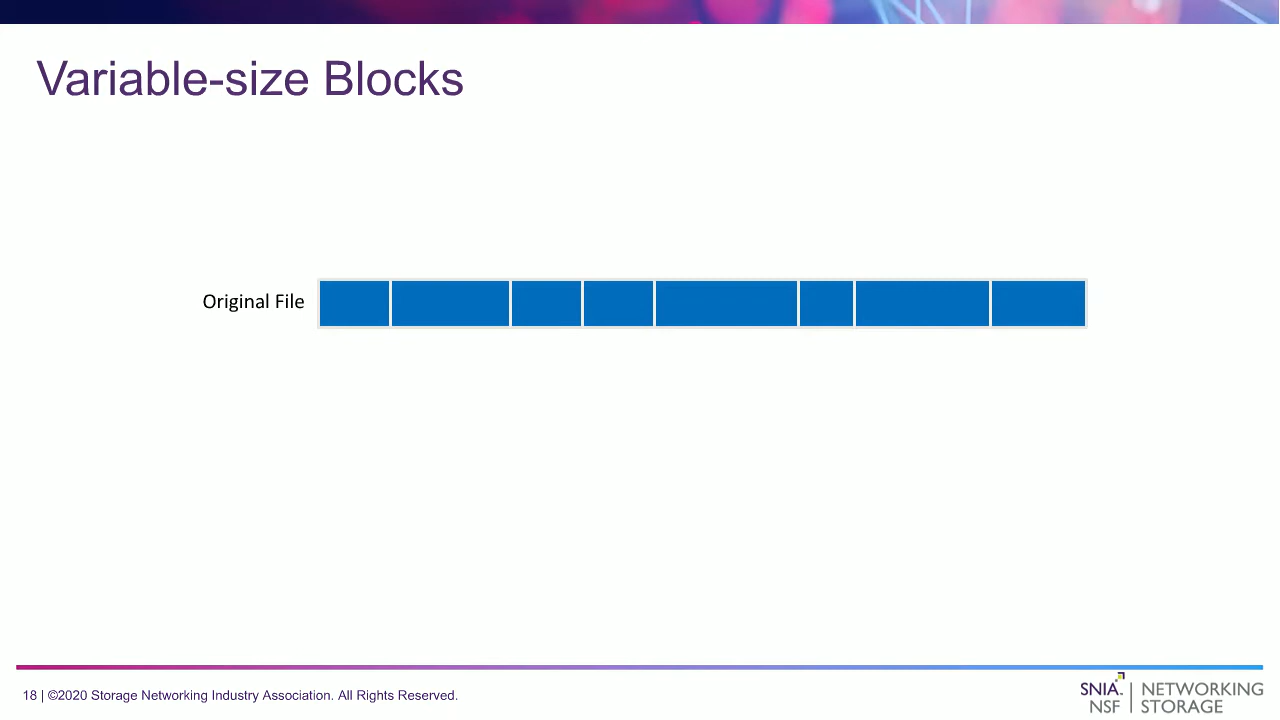 Variable-size Blocks
Original File
18 | ©2020 Storage Networking Industry Association. All Rights Reserved.
SNIA. | NETWORKING
NSF | STORAGE